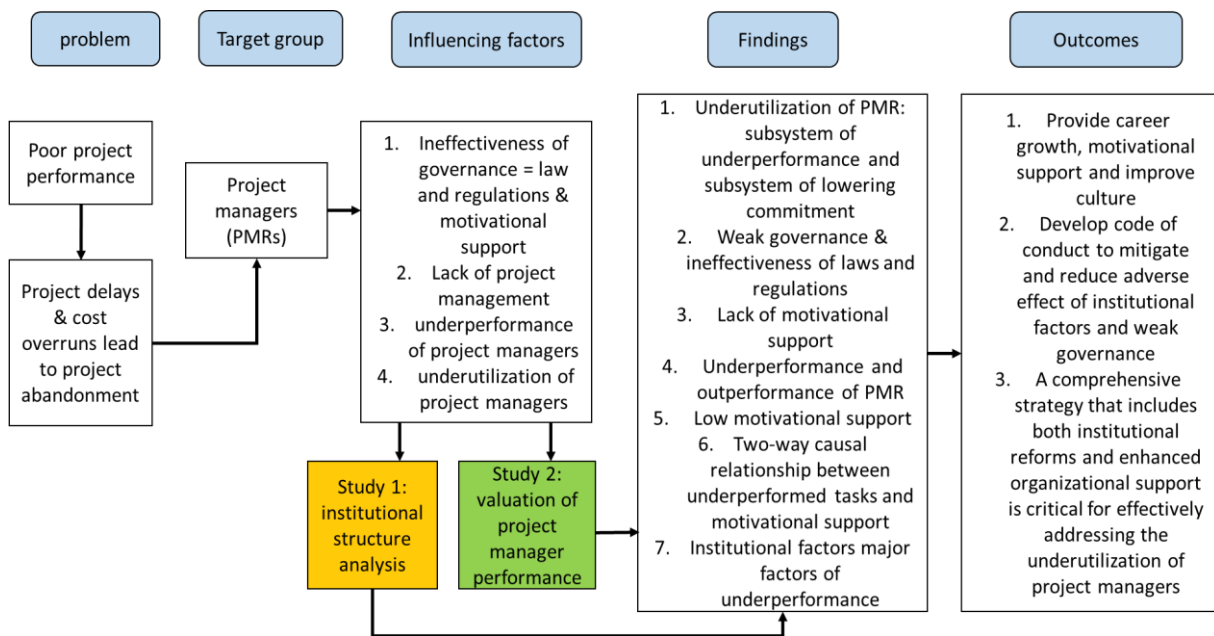 problem
Target group
Influencing factors
Findings
Outcomes
Poor project
performance
Project delays
& cost
overruns lead
to project
abandonment
Project
managers
(PMRs)
1. Ineffectiveness of
governance = law
and regulations &
motivational
support
2. Lack of project
management
3. underperformance
of project managers
4. underutilization of
project managers
Study 1:
institutional
structure
analysis
Study 2:
valuation of
project
manager
performance
1. Underutilization of PMR:
subsystem of
underperformance and
subsystem of lowering
commitment
2. Weak governance &
ineffectiveness of laws and
regulations
3. Lack of motivational
support
4. Underperformance and
outperformance of PMR
5. Low motivational support
6. Two-way causal
relationship between
underperformed tasks and
motivational support
7. Institutional factors major
factors of
underperformance
1. Provide career
growth, motivational
support and improve
culture
2. Develop code of
conduct to mitigate
and reduce adverse
effect of institutional
factors and weak
governance
3. A comprehensive
strategy that includes
both institutional
reforms and enhanced
organizational support
is critical for effectively
addressing the
underutilization of
project managers